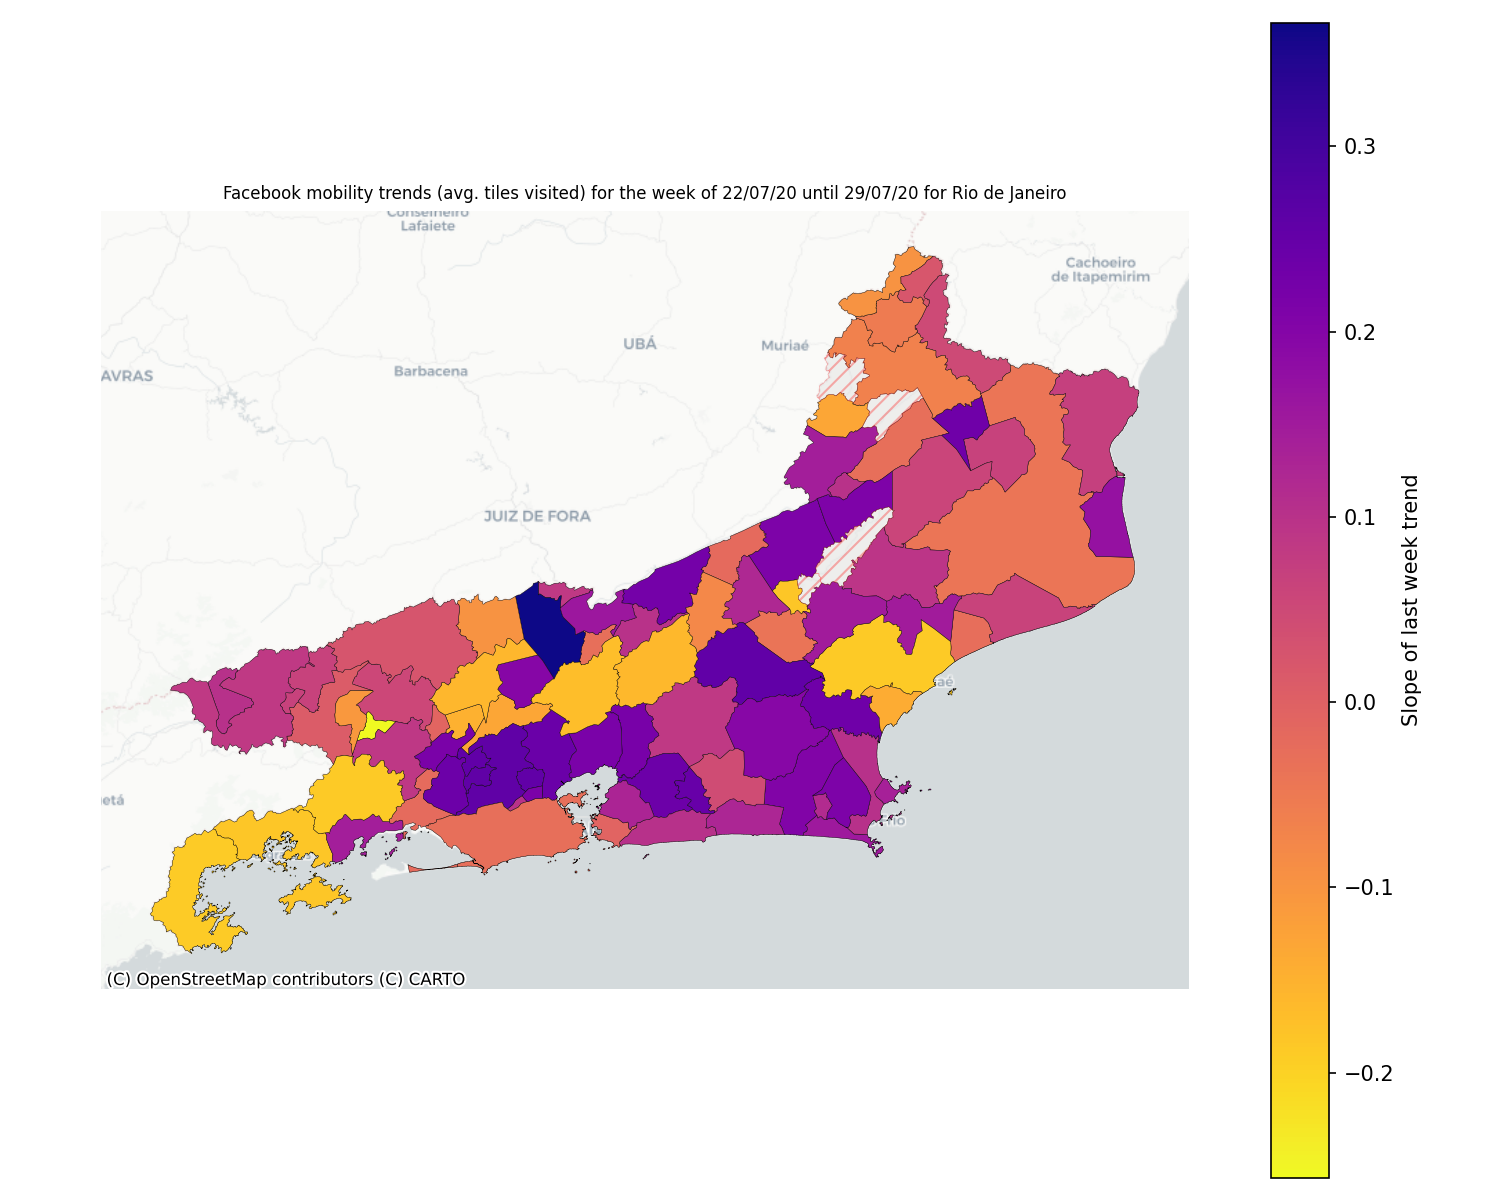 Facebook mobility trends (avg. tiles visited) for the week of 22/07/20 until 29/07/20 for Rio de Janeiro
Conselheiro
Lafaiete
Cachoeiro
de Itapemirim
UBÁ
Muriaé
AVRAS
Barbacena
JUIZ DE FORA
aé
etá
(C) OpenStreetMap contributors (C) CARTO
0.3
0.2
0.1
0.0
−0.1
−0.2
Slope of last week trend